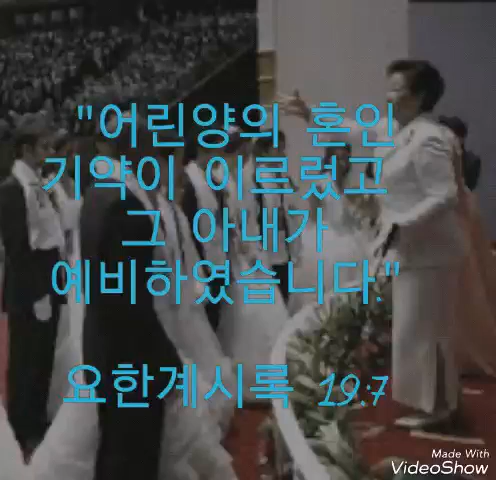 "어린양의 혼인
기약이 이르렀고
그 아내가
예비하였습니다."
요한계시록 19:7
Made With
VideoShow